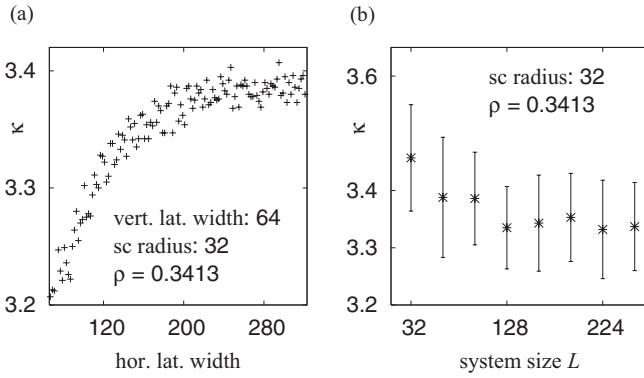 (a)
3.4
3.3
3.2
κ
vert. lat. width: 64
sc radius: 32
ρ = 0.3413
120 200 280
hor. lat. width
(b)
3.6
3.4
3.3
3.2
κ
sc radius: 32
ρ = 0.3413
32 128 224
system size L